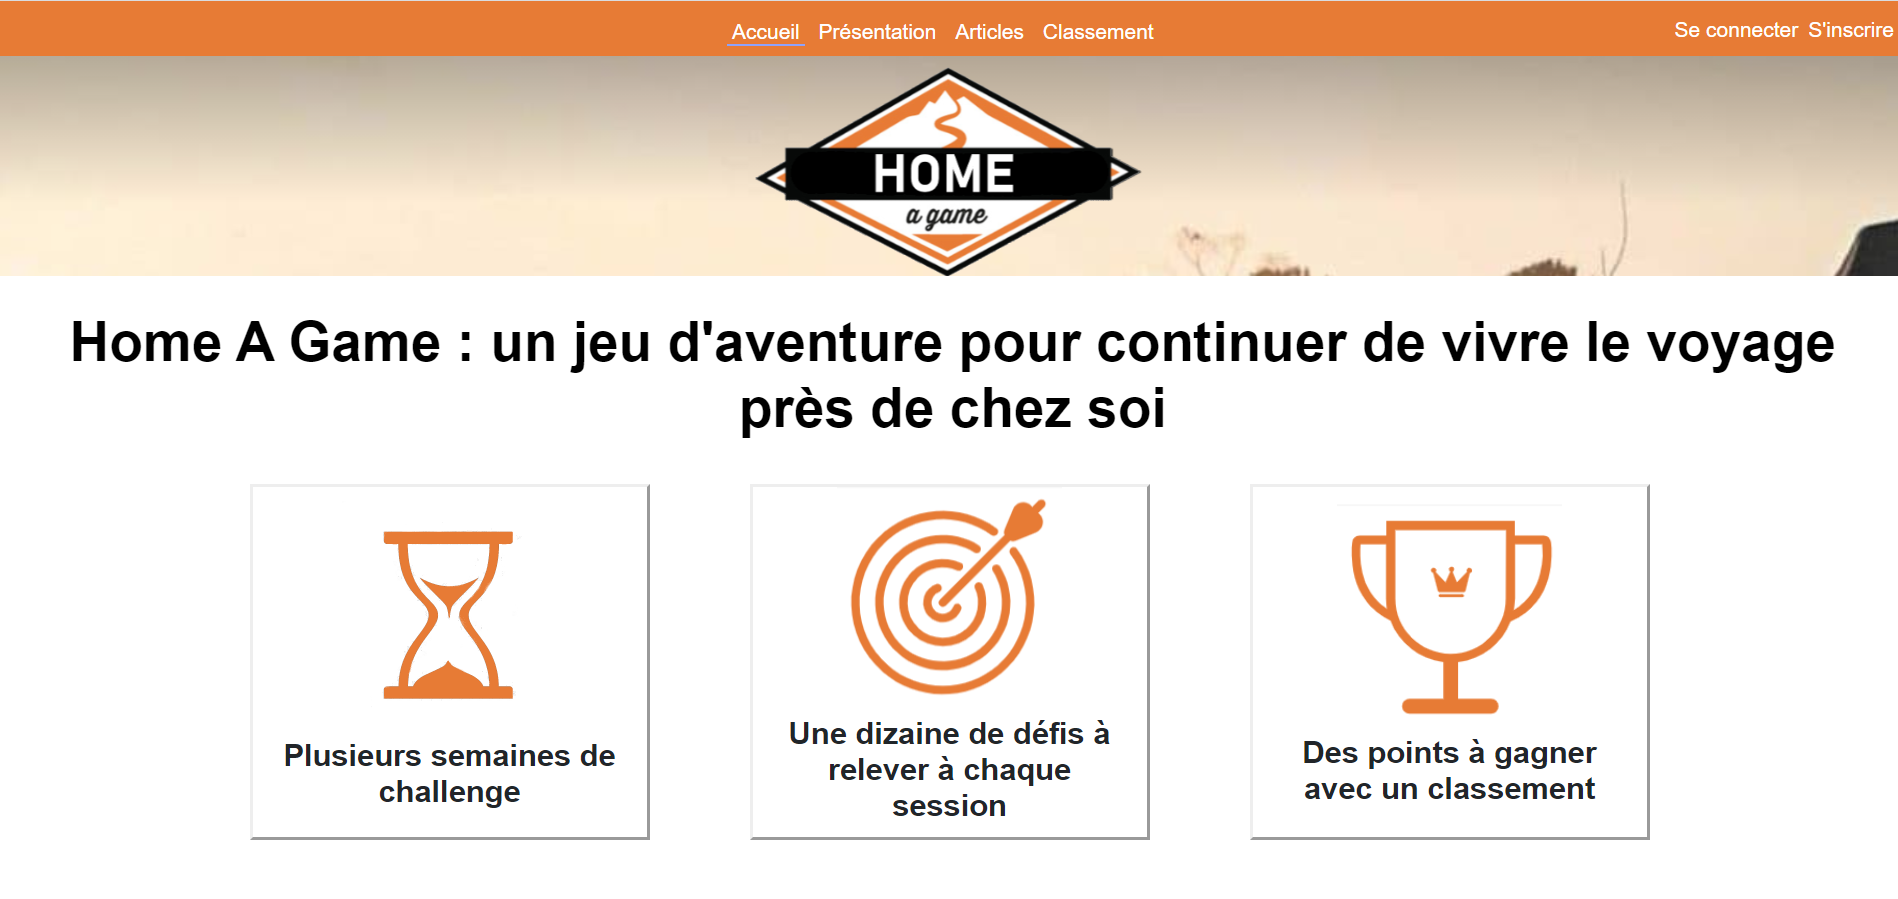 Accueil Présentation Articles Classement
Se connecter S'inscrire
HOME
a game
Home A Game : un jeu d'aventure pour continuer de vivre le voyage
près de chez soi
Plusieurs semaines de
challenge
Une dizaine de défis à
relever à chaque
session
Des points à gagner
avec un classement